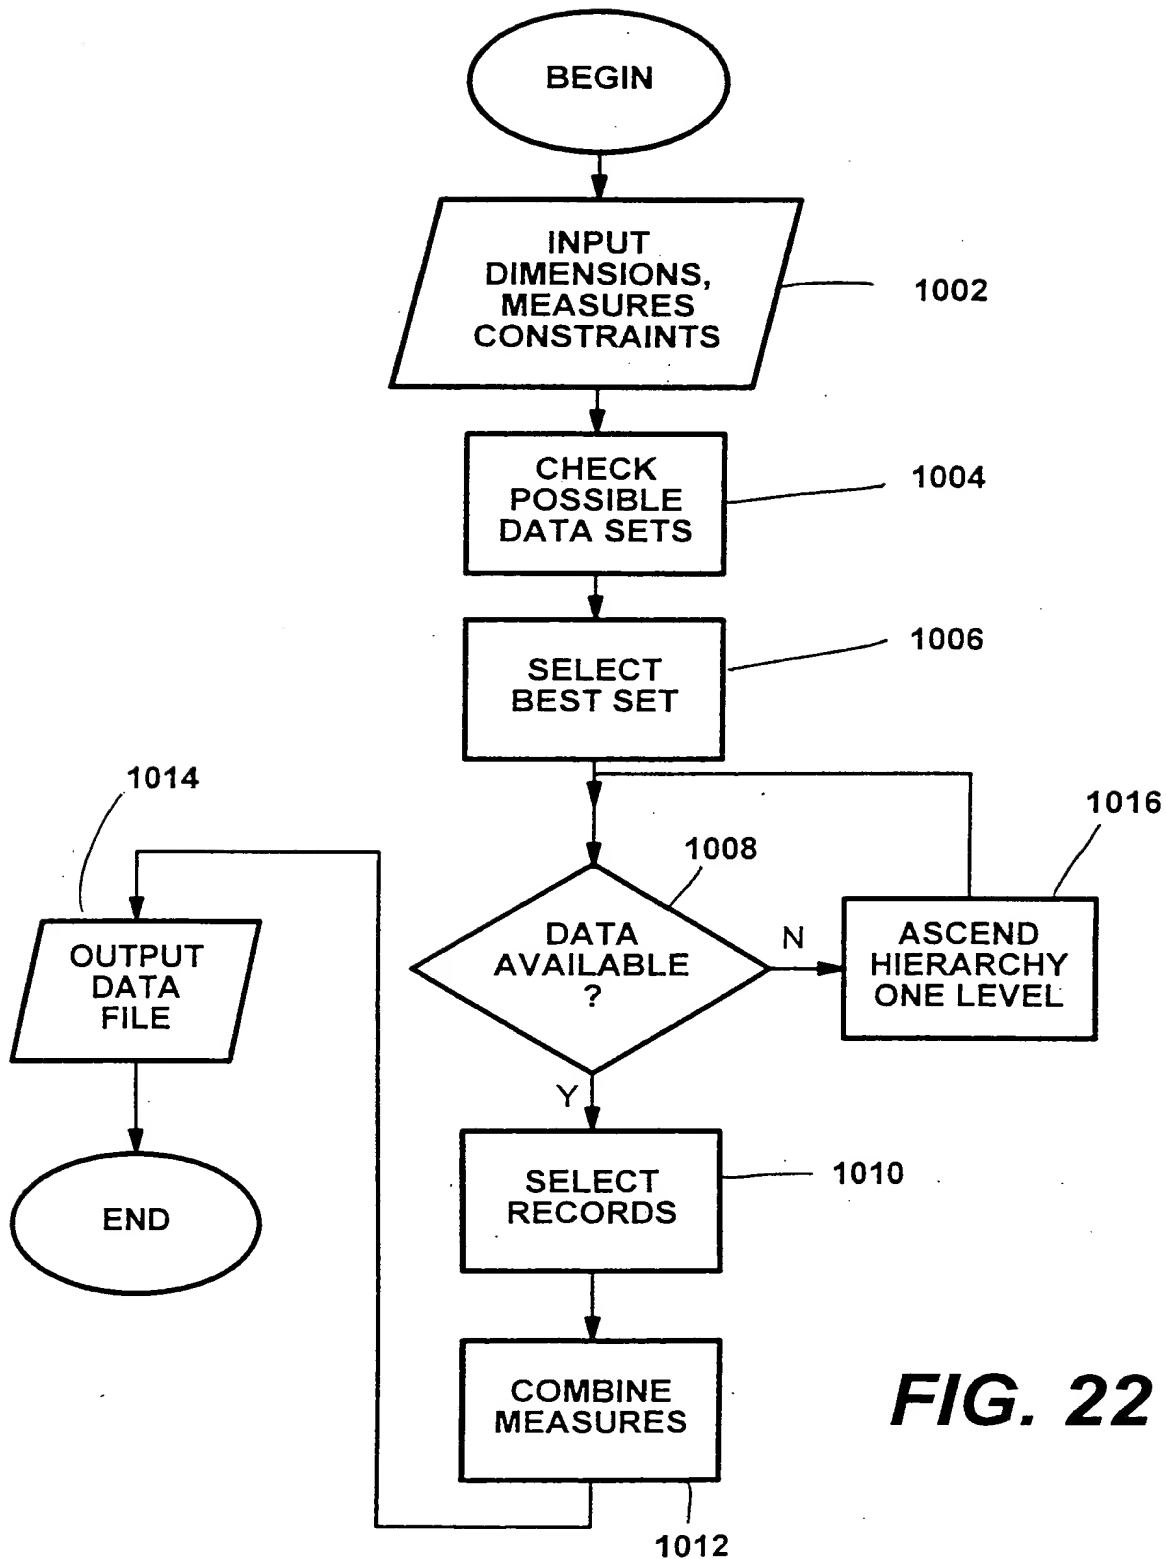 BEGIN
INPUT
DIMENSIONS,
MEASURES
CONSTRAINTS
1002
CHECK
POSSIBLE
DATA SETS
1004
SELECT
BEST SET
1006
1008
DATA
AVAILABLE
?
N
1016
ASCEND
HIERARCHY
ONE LEVEL
Y
SELECT
RECORDS
1010
COMBINE
MEASURES
1012
1014
OUTPUT
DATA
FILE
END
FIG. 22